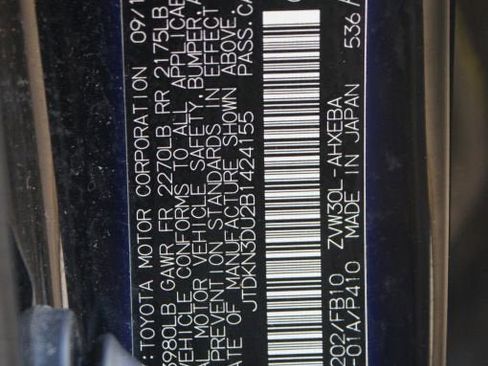 : TOYOTA MOTOR CORPORATION 09/1
3980LB GAWR FR 2270LB RR 2175LB
VEHICLE CONFORMS TO ALL APPLICAB
AL MOTOR VEHICLE SAFETY, BUMPER, A
PREVENTION STANDARDS IN EFFECT
ATE OF MANUFACTURE SHOWN ABOVE.
JTDKN3DU2B1424155 PASS.CA
202/FB10 ZVW30L-AHXEBA
-01A/P410 MADE IN JAPAN 536